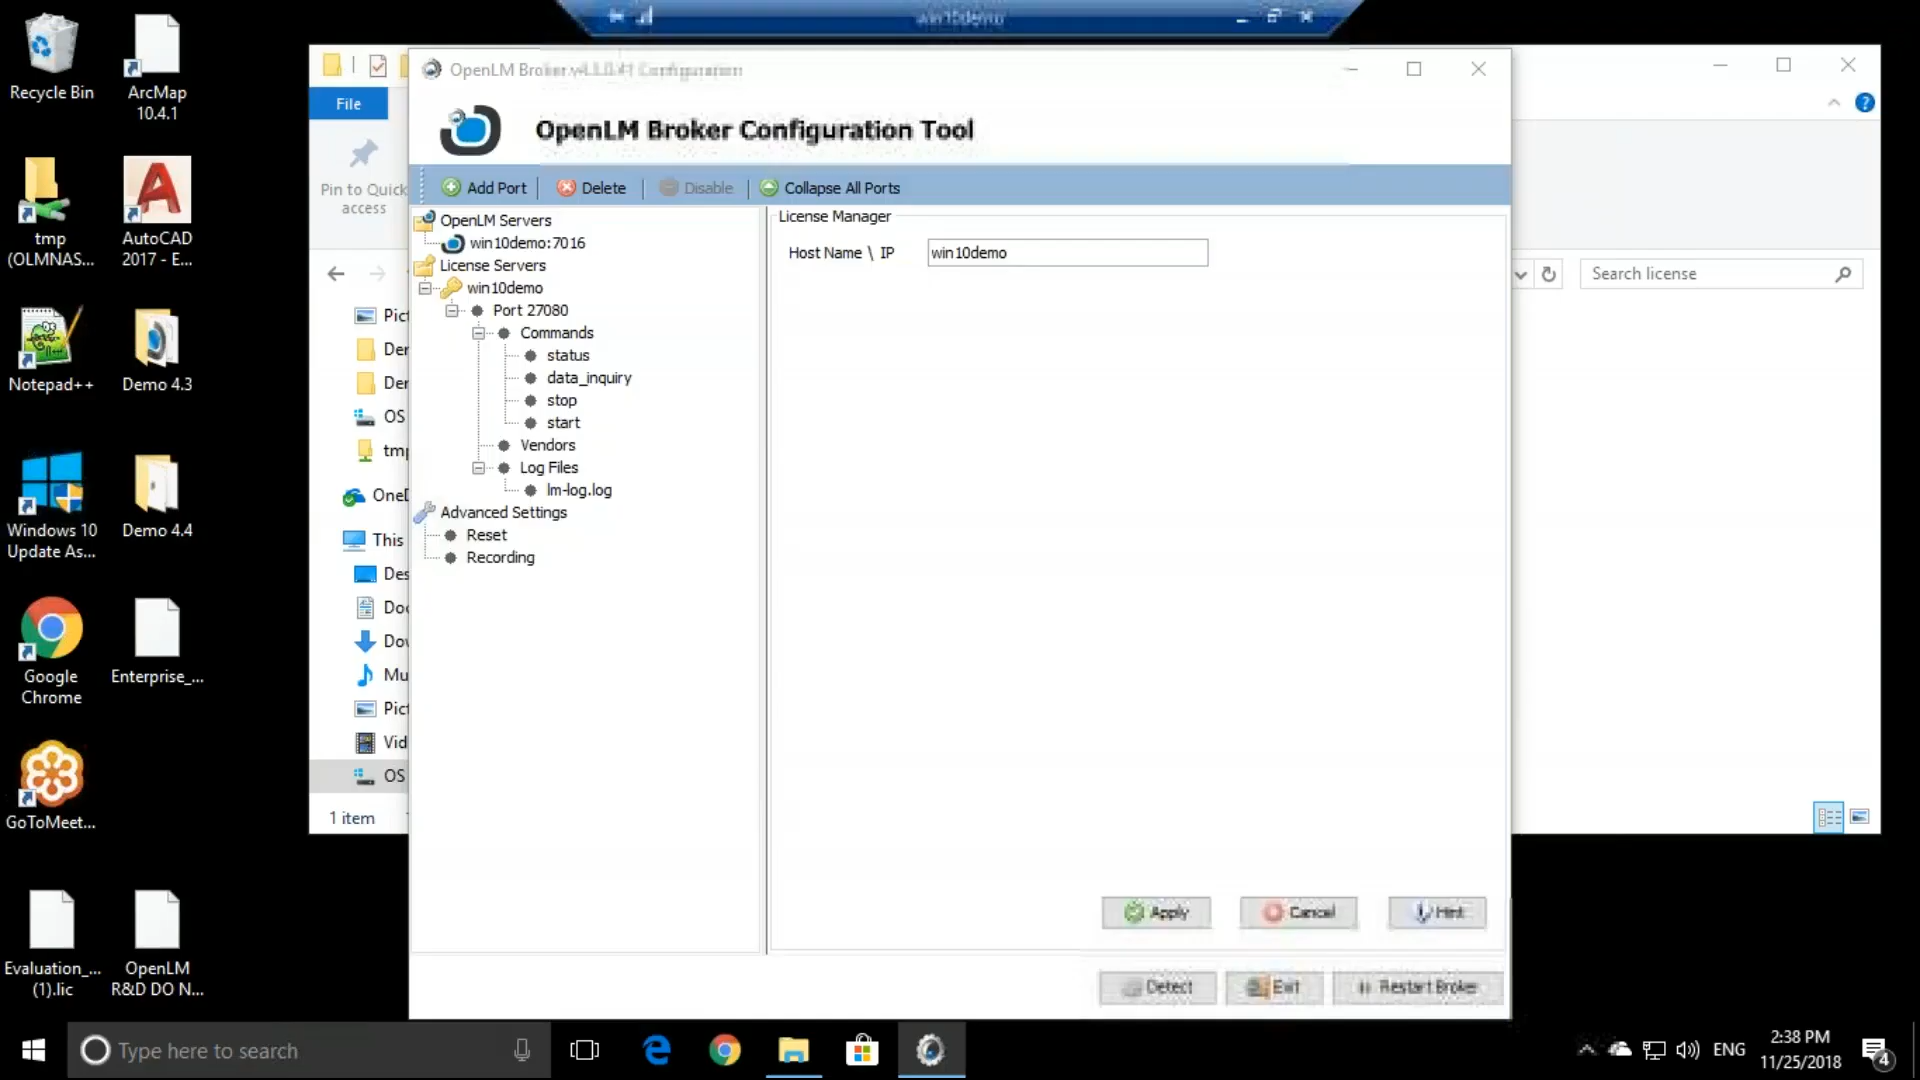 win10demo
Recycle Bin
ArcMap
10.4.1
tmp
(OLMNAS...
AutoCAD
2017 - E...
Notepad++
Demo 4.3
Windows 10
Update As...
Demo 4.4
Google
Chrome
Enterprise_...
GoToMeet...
Evaluation_...
(1).lic
OpenLM
R&D DO N...
File
Pin to Quick
access
Pict
Der
Der
OS
tmp
OneD
This
Des
Doc
Dov
Mu
Pict
Vid
OS
1 item
Search license
OpenLM Broker Configuration
OpenLM Broker Configuration Tool
Add Port
Delete
Disable
Collapse All Ports
OpenLM Servers
win10demo:7016
License Servers
win10demo
Port 27080
Commands
status
data_inquiry
stop
start
Vendors
Log Files
lm-log.log
Advanced Settings
Reset
Recording
License Manager
Host Name \ IP
win10demo
Apply
Cancel
Hint
Detect
Exit
Restart Broker
Type here to search
ENG
2:38 PM
11/25/2018
4